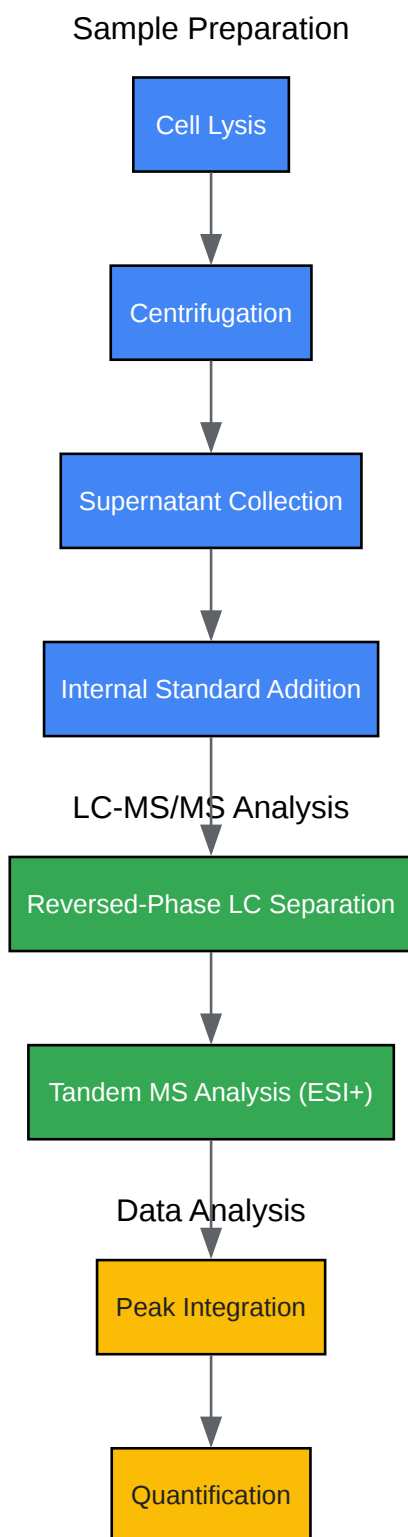 Sample Preparation
Cell Lysis
Centrifugation
Supernatant Collection
Internal Standard Addition
LC-MS/MS Analysis
Reversed-Phase LC Separation
Tandem MS Analysis (ESI+)
Data Analysis
Peak Integration
Quantification